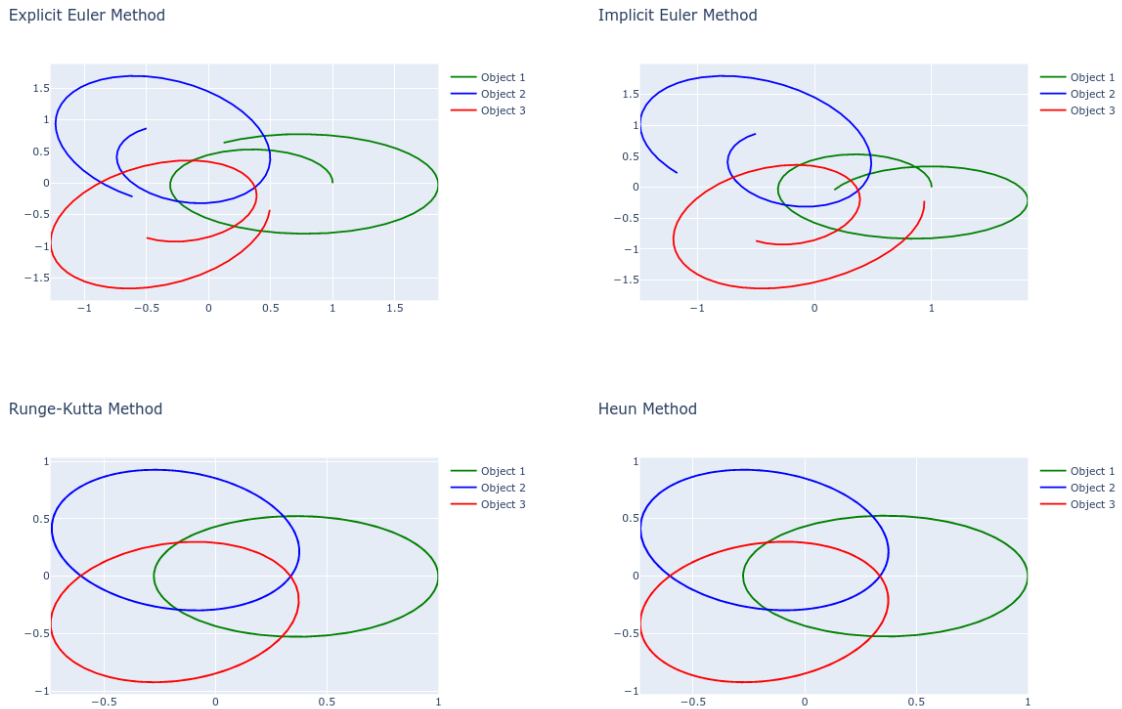 Explicit Euler Method
1.5
1
0.5
0
−0.5
−1
−1.5
−1
−0.5
0
0.5
1
1.5
Object 1
Object 2
Object 3
Implicit Euler Method
1.5
1
0.5
0
−0.5
−1
−1.5
−1
0
1
Object 1
Object 2
Object 3
Runge-Kutta Method
1
0.5
0
−0.5
−1
−0.5
0
0.5
1
Object 1
Object 2
Object 3
Heun Method
1
0.5
0
−0.5
−1
−0.5
0
0.5
1
Object 1
Object 2
Object 3